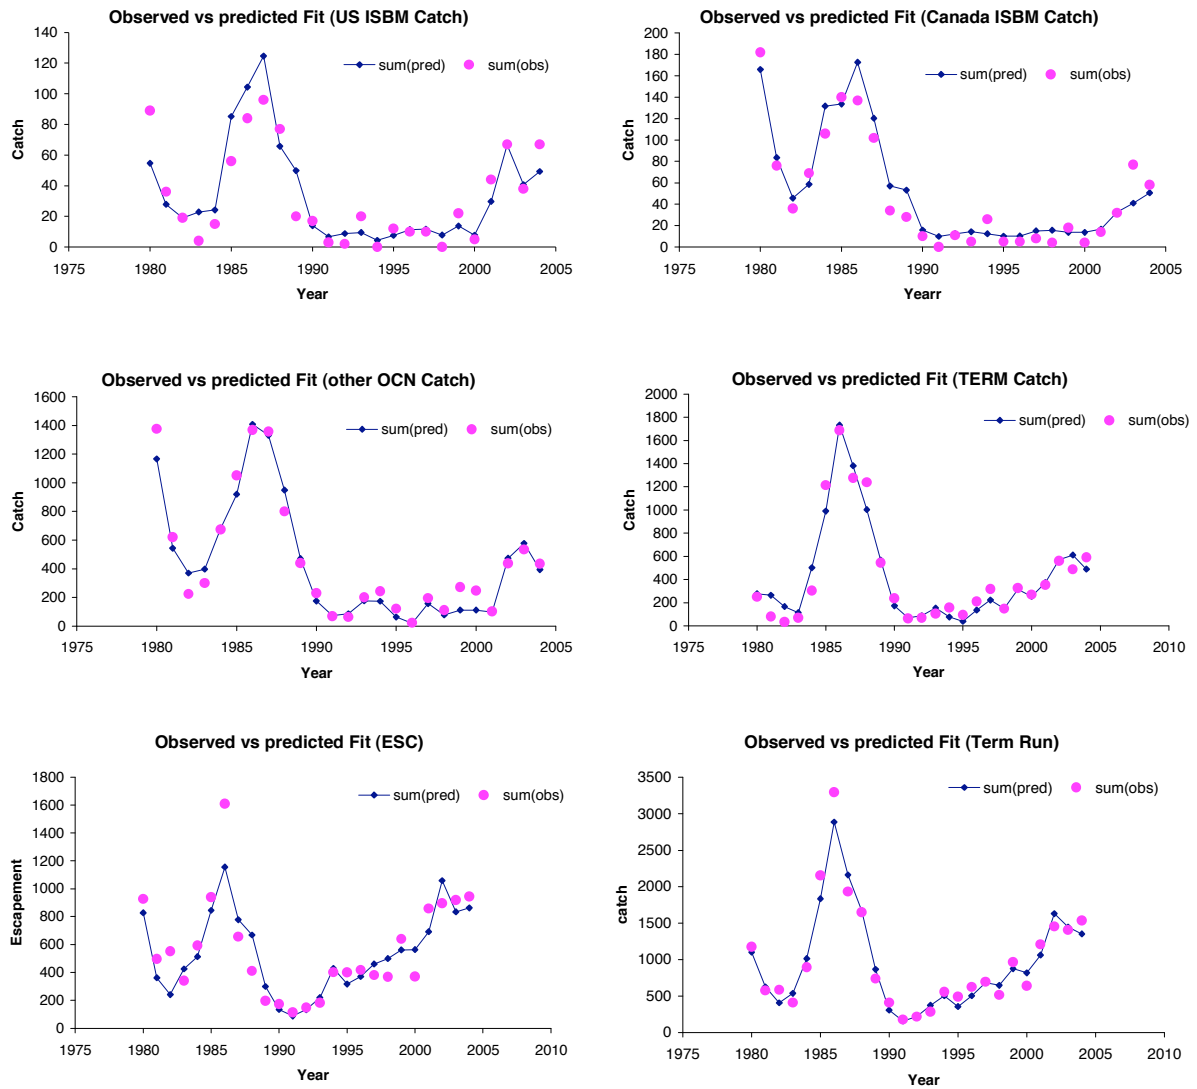 Observed vs predicted Fit (US ISBM Catch)
140
120
100
80
60
40
20
0
Catch
sum(pred) sum(obs)
1975 1980 1985 1990 1995 2000 2005
Year
Observed vs predicted Fit (Canada ISBM Catch)
200
180
160
140
120
100
80
60
40
20
0
Catch
sum(pred) sum(obs)
1975 1980 1985 1990 1995 2000 2005
Yearr
Observed vs predicted Fit (other OCN Catch)
1600
1400
1200
1000
800
600
400
200
0
Catch
sum(pred) sum(obs)
1975 1980 1985 1990 1995 2000 2005
Year
Observed vs predicted Fit (TERM Catch)
2000
1800
1600
1400
1200
1000
800
600
400
200
0
Catch
sum(pred) sum(obs)
1975 1980 1985 1990 1995 2000 2005 2010
Year
Observed vs predicted Fit (ESC)
1800
1600
1400
1200
1000
800
600
400
200
0
Escapement
sum(pred) sum(obs)
1975 1980 1985 1990 1995 2000 2005 2010
Year
Observed vs predicted Fit (Term Run)
3500
3000
2500
2000
1500
1000
500
0
catch
sum(pred) sum(obs)
1975 1980 1985 1990 1995 2000 2005 2010
Year